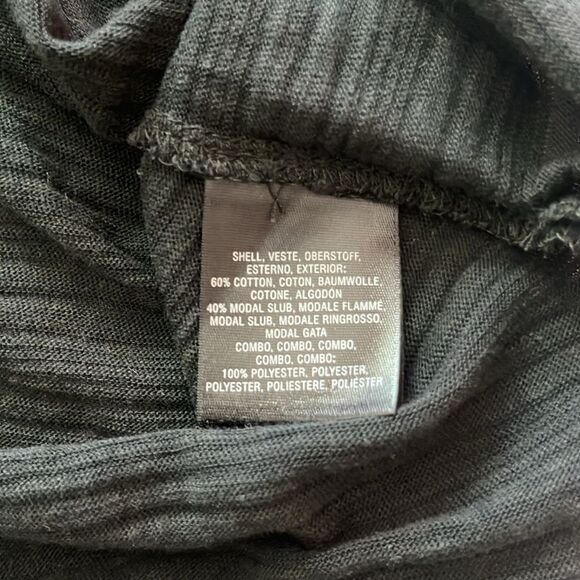 SHELL, VESTE, OBERSTOFF,
ESTERNO, EXTERIOR:
60% COTTON, COTON, BAUMWOLLE,
COTONE, ALGODÓN
40% MODAL SLUB, MODALE FLAMMÉ,
MODAL SLUB, MODALE RINGROSSO,
MODAL GATA
COMBO, COMBO, COMBO,
COMBO, COMBO:
100% POLYESTER, POLYESTER,
POLYESTER, POLIESTERE, POLIESTER